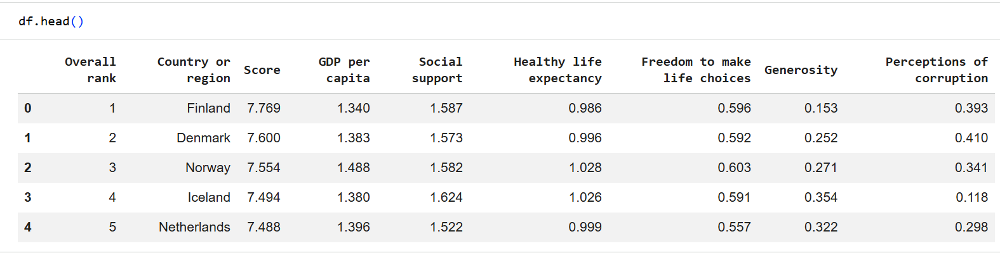 df.head()
Overall rank Country or region Score GDP per capita Social support Healthy life expectancy Freedom to make life choices Generosity Perceptions of corruption
0 1 Finland 7.769 1.340 1.587 0.986 0.596 0.153 0.393
1 2 Denmark 7.600 1.383 1.573 0.996 0.592 0.252 0.410
2 3 Norway 7.554 1.488 1.582 1.028 0.603 0.271 0.341
3 4 Iceland 7.494 1.380 1.624 1.026 0.591 0.354 0.118
4 5 Netherlands 7.488 1.396 1.522 0.999 0.557 0.322 0.298